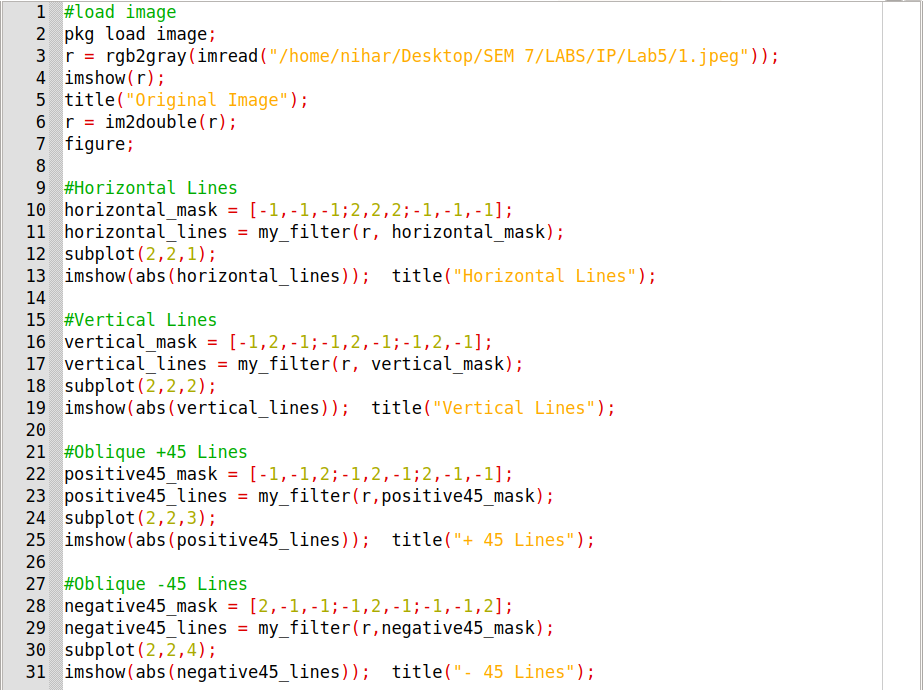 1 #load image
2 pkg load image;
3 r = rgb2gray(imread("/home/nihar/Desktop/SEM 7/LABS/IP/Lab5/1.jpeg"));
4 imshow(r);
5 title("Original Image");
6 r = im2double(r);
7 figure;
8
9 #Horizontal Lines
10 horizontal_mask = [-1,-1,-1;2,2,2;-1,-1,-1];
11 horizontal_lines = my_filter(r, horizontal_mask);
12 subplot(2,2,1);
13 imshow(abs(horizontal_lines));  title("Horizontal Lines");
14
15 #Vertical Lines
16 vertical_mask = [-1,2,-1;-1,2,-1;-1,2,-1];
17 vertical_lines = my_filter(r, vertical_mask);
18 subplot(2,2,2);
19 imshow(abs(vertical_lines));  title("Vertical Lines");
20
21 #Oblique +45 Lines
22 positive45_mask = [-1,-1,2;-1,2,-1;2,-1,-1];
23 positive45_lines = my_filter(r,positive45_mask);
24 subplot(2,2,3);
25 imshow(abs(positive45_lines));  title("+ 45 Lines");
26
27 #Oblique -45 Lines
28 negative45_mask = [2,-1,-1;-1,2,-1;-1,-1,2];
29 negative45_lines = my_filter(r,negative45_mask);
30 subplot(2,2,4);
31 imshow(abs(negative45_lines));  title("- 45 Lines");